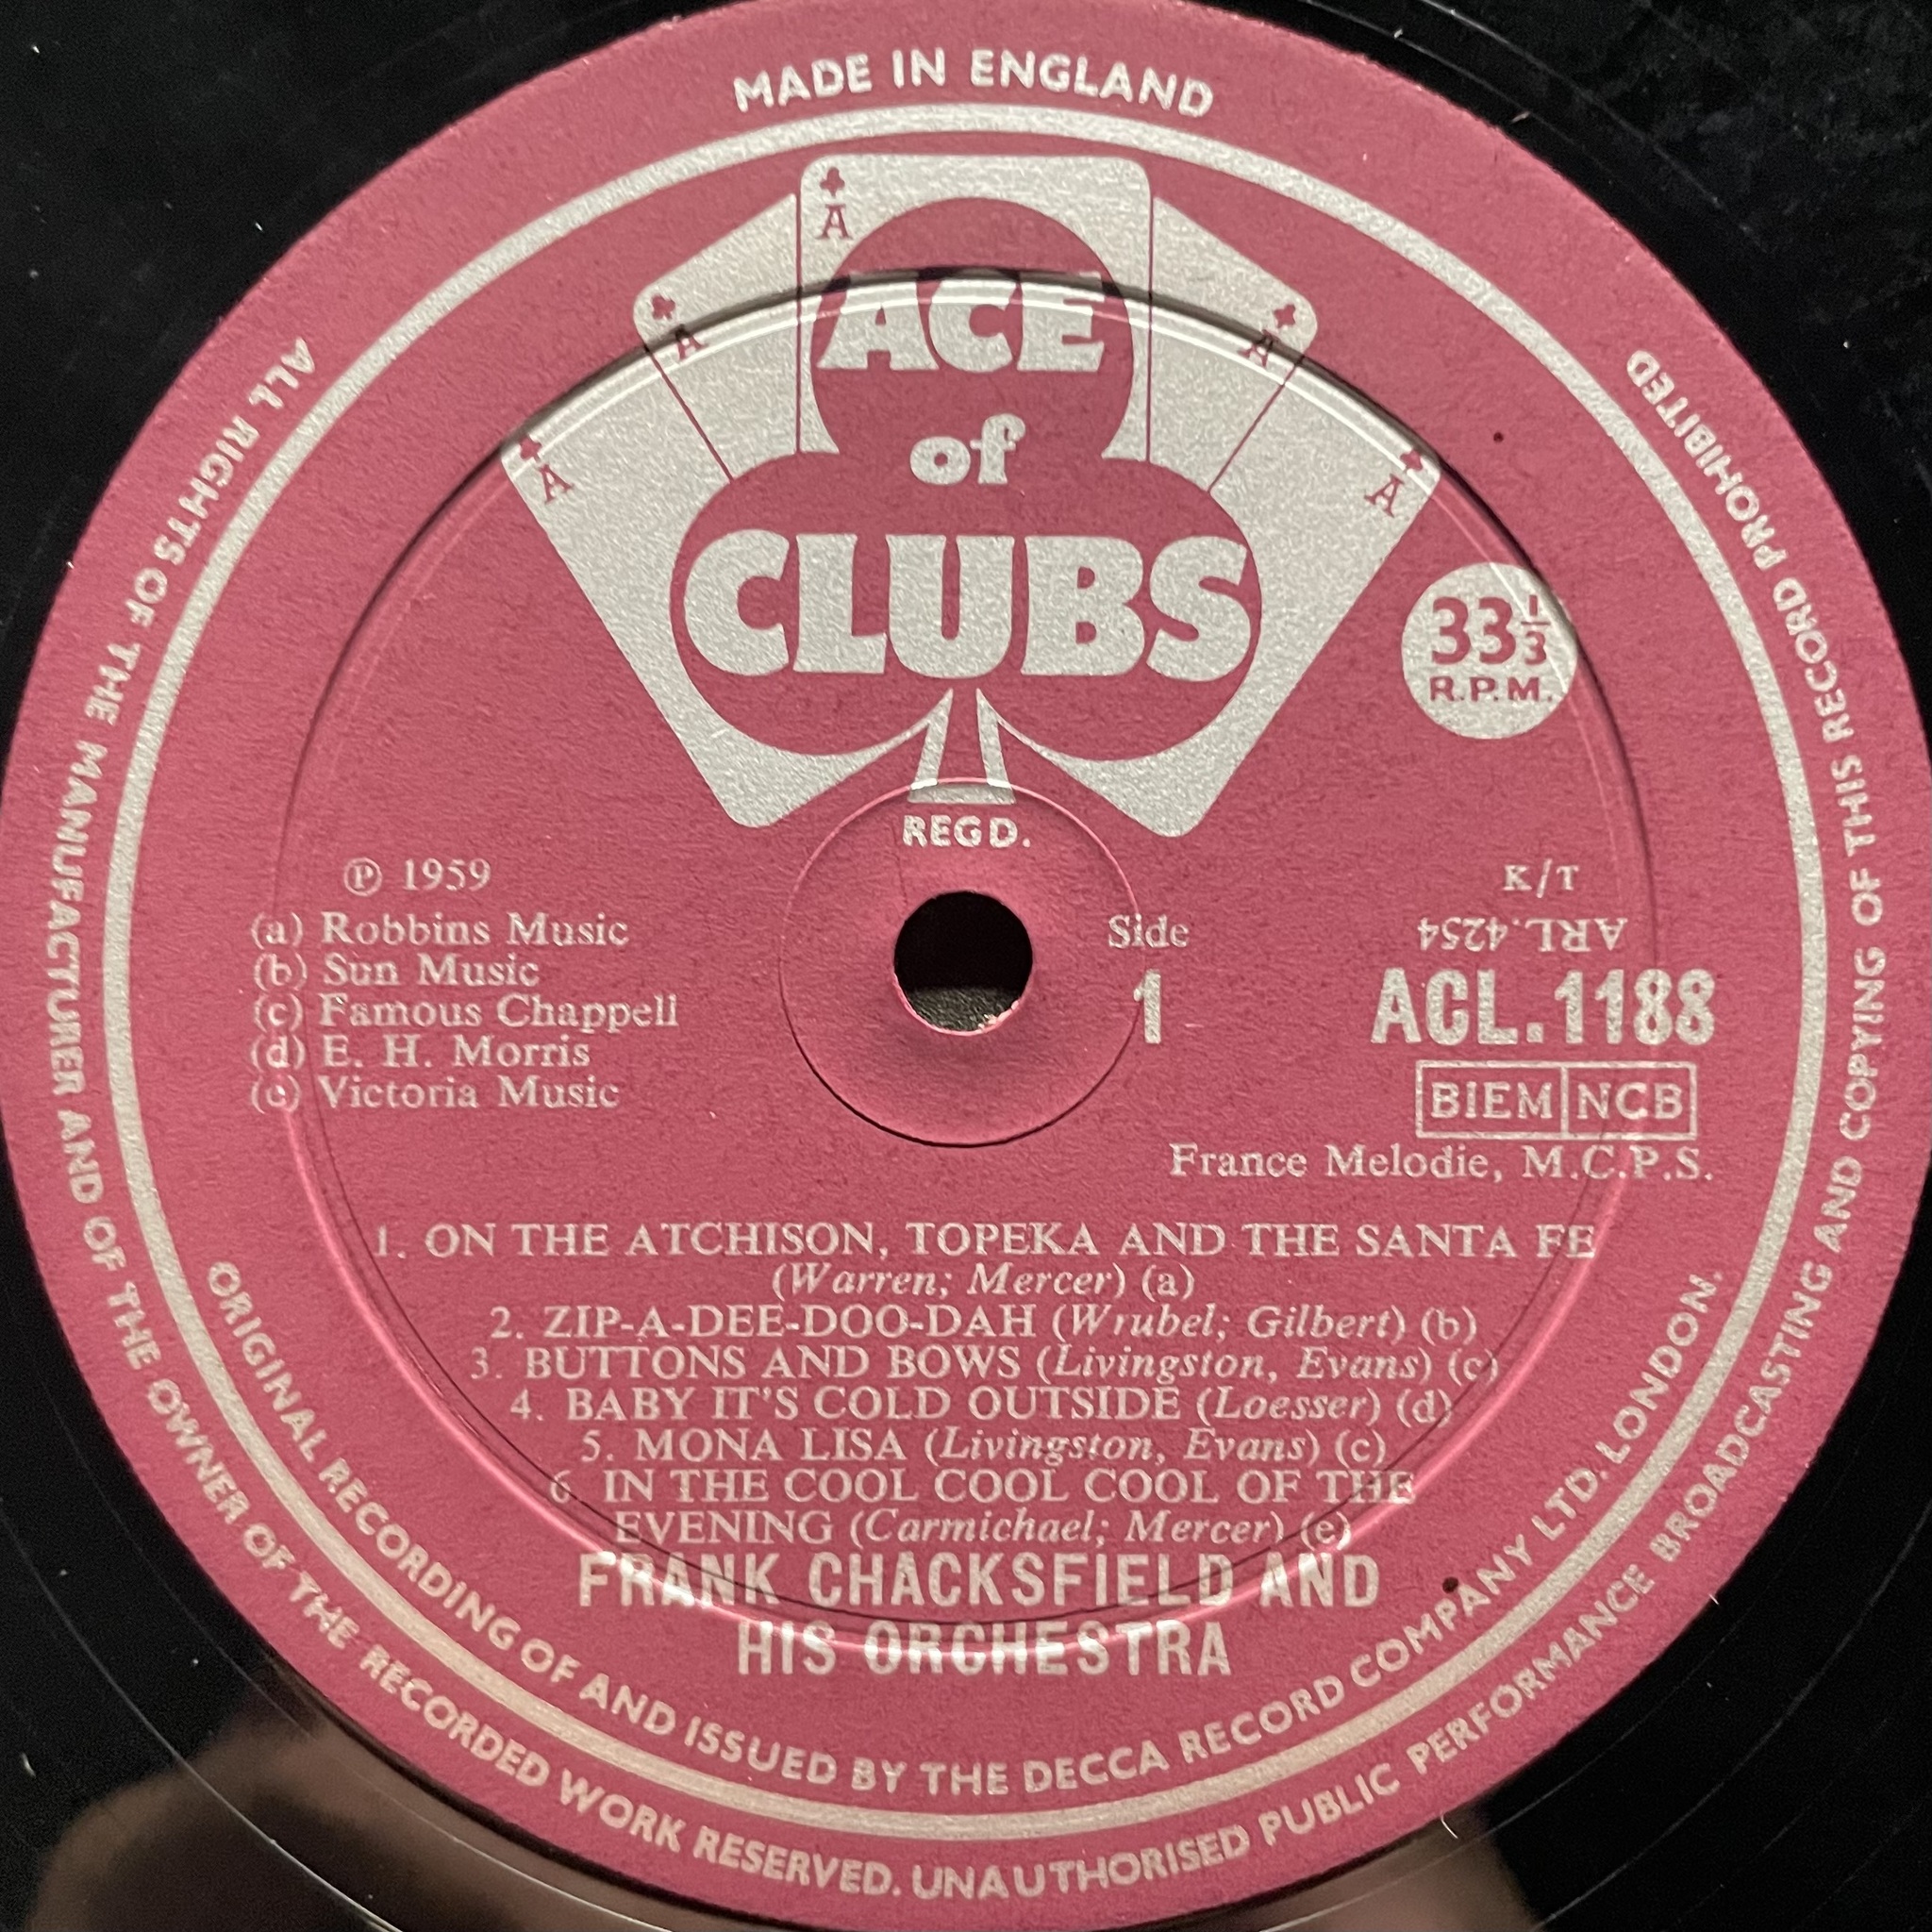 MADE IN ENGLAND
ALL RIGHTS OF THE MANUFACTURER AND OF THE OWNER OF THE RECORDED WORK RESERVED. UNAUTHORISED PUBLIC PERFORMANCE BROADCASTING AND COPYING OF THIS RECORD PROHIBITED
A
A
A
A
A
ACE
of
CLUBS
REGD.
33⅓
R.P.M.
℗ 1959
(a) Robbins Music
(b) Sun Music
(c) Famous Chappell
(d) E. H. Morris
(e) Victoria Music
Side
1
K/T
ARL.4254
ACL.1188
BIEM NCB
France Melodie, M.C.P.S.
1. ON THE ATCHISON, TOPEKA AND THE SANTA FE
(Warren; Mercer) (a)
2. ZIP-A-DEE-DOO-DAH (Wrubel; Gilbert) (b)
3. BUTTONS AND BOWS (Livingston, Evans) (c)
4. BABY IT'S COLD OUTSIDE (Loesser) (d)
5. MONA LISA (Livingston, Evans) (c)
6. IN THE COOL COOL COOL OF THE
EVENING (Carmichael; Mercer) (e)
FRANK CHACKSFIELD AND
HIS ORCHESTRA
ORIGINAL RECORDING OF AND ISSUED BY THE DECCA RECORD COMPANY LTD. LONDON.